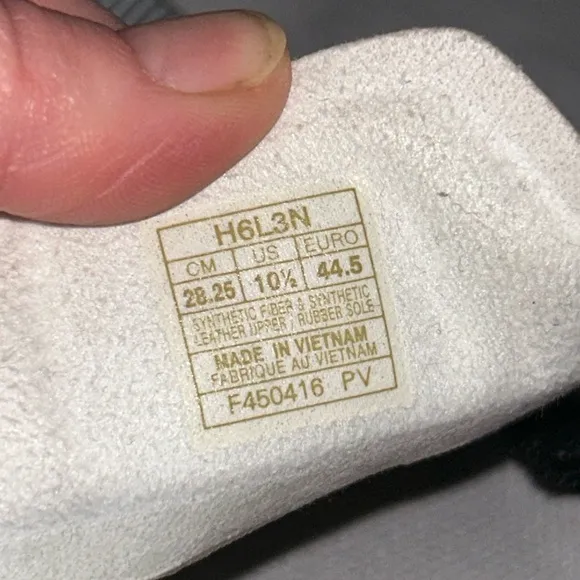 H6L3N
CM US EURO
28.25 10½ 44.5
SYNTHETIC FIBER & SYNTHETIC
LEATHER UPPER / RUBBER SOLE
MADE IN VIETNAM
FABRIQUE AU VIETNAM
F450416 PV